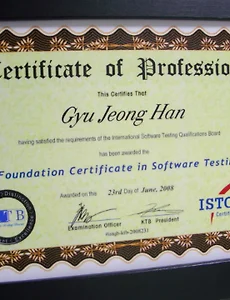 Certificate of Profession
This Certifies That
Gyu Jeong Han
having satisfied the requirements of the International Software Testing Qualifications Board
has been awarded the
Foundation Certificate in Software Testin
Awarded on the 23rd Day of June, 2008
Examination Officer KTB President
TB
ISTQ
Certifi